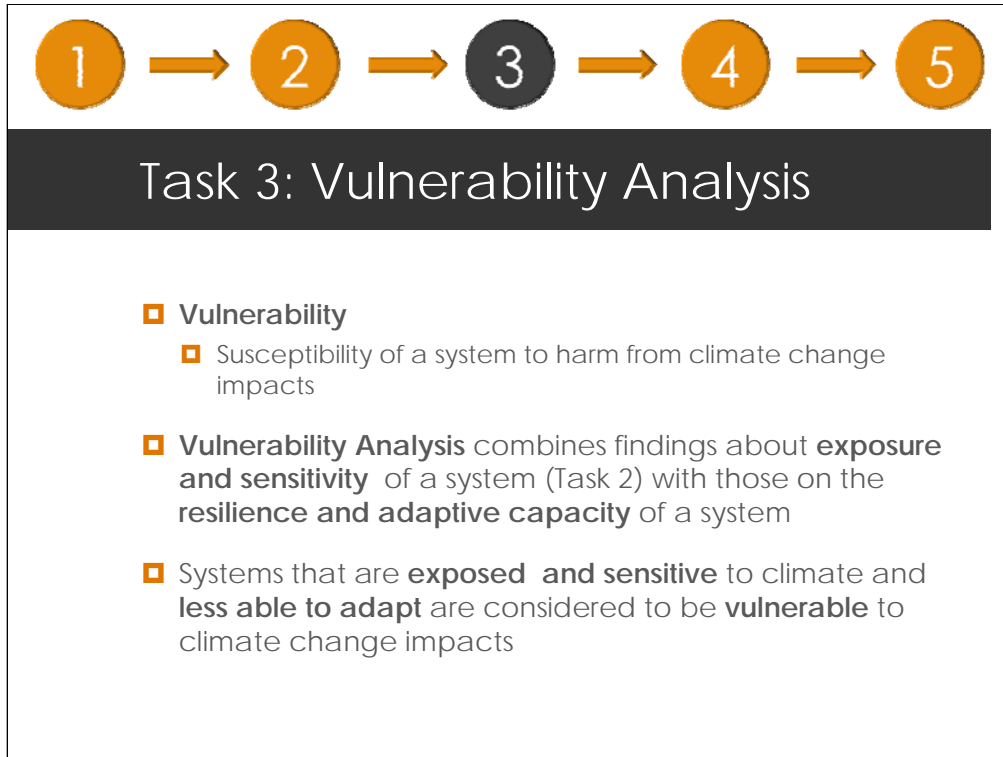 1 2 3 4 5
Task 3: Vulnerability Analysis
Vulnerability
Susceptibility of a system to harm from climate change
impacts
Vulnerability Analysis combines findings about exposure
and sensitivity of a system (Task 2) with those on the
resilience and adaptive capacity of a system
Systems that are exposed and sensitive to climate and
less able to adapt are considered to be vulnerable to
climate change impacts